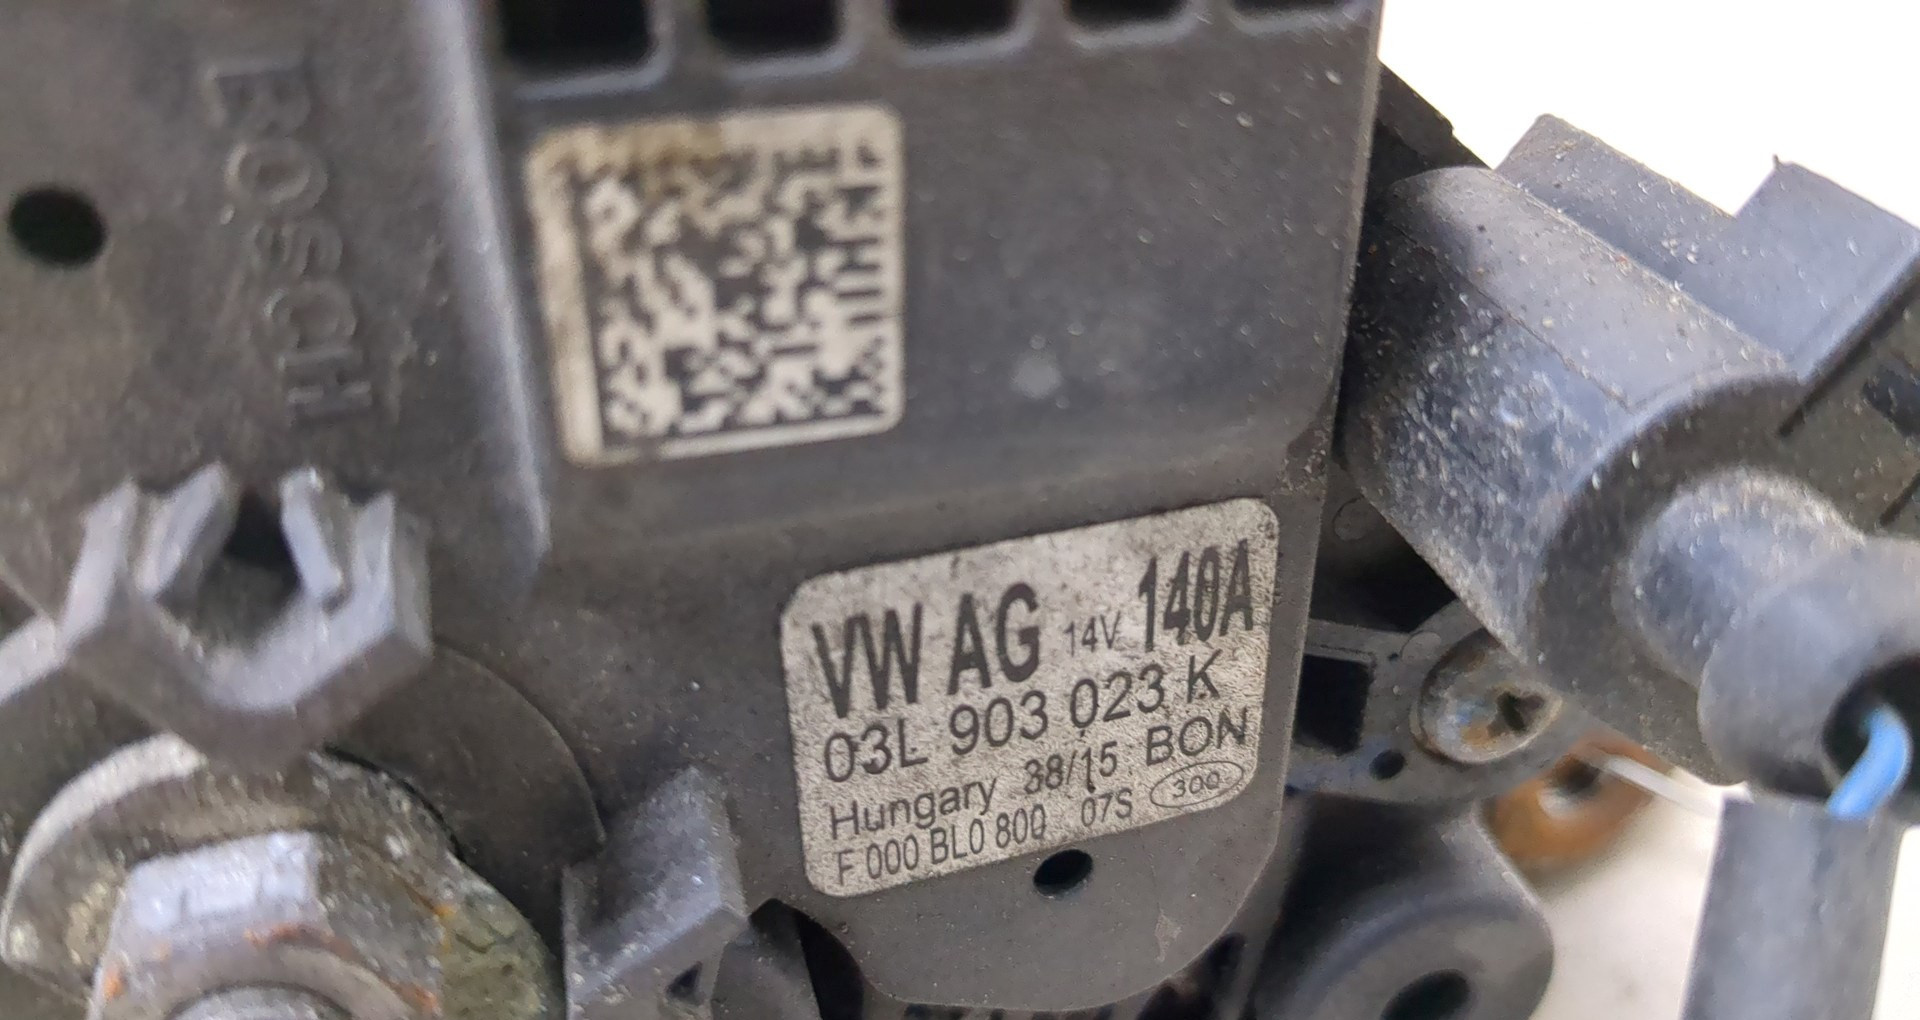 BOSCH
VW AG 14V 140A
03L 903 023 K
Hungary 38/15 BON
F 000 BL0 800 07S 300